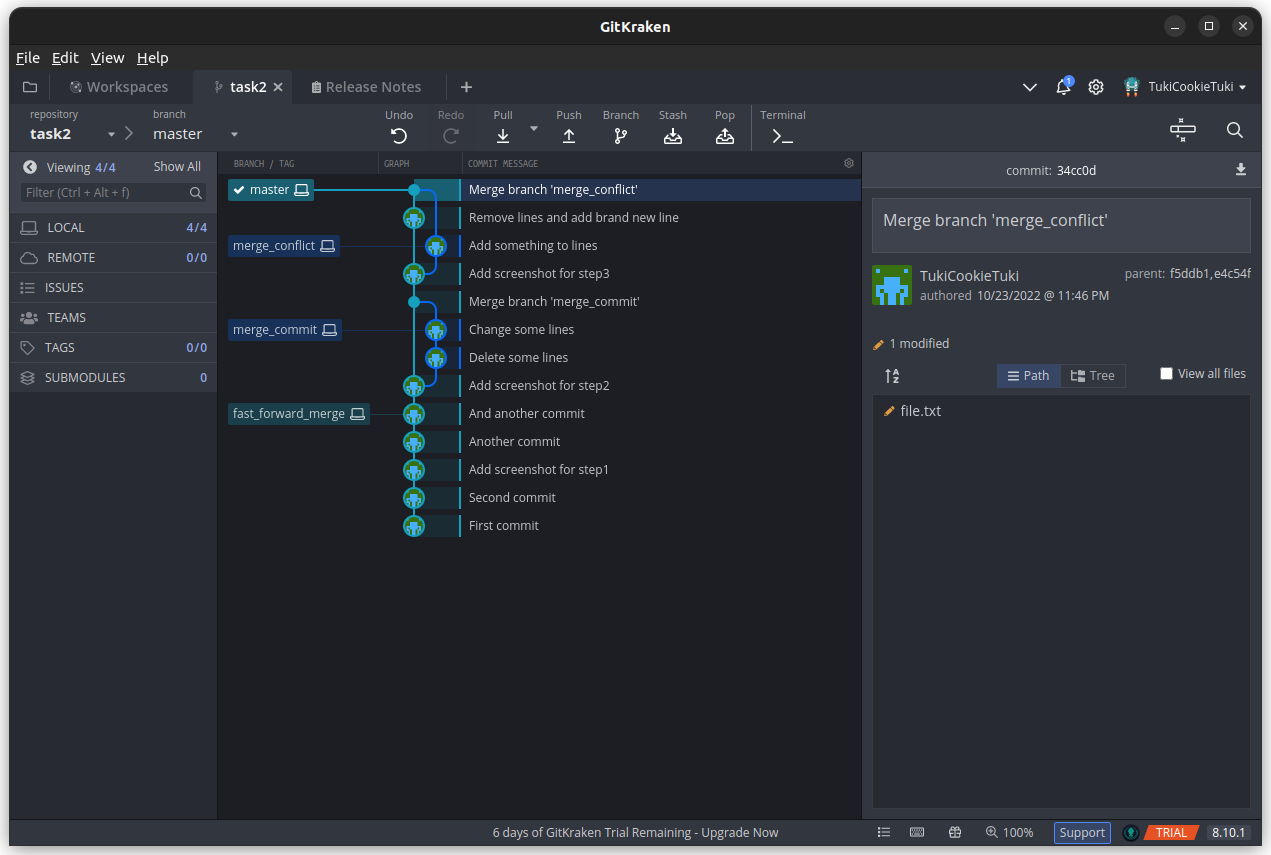 GitKraken
File Edit View Help
Workspaces task2 Release Notes 1 TukiCookieTuki
repository branch
task2 master
Undo Redo Pull Push Branch Stash Pop Terminal
Viewing 4/4 Show All
Filter (Ctrl + Alt + f)
LOCAL 4/4
REMOTE 0/0
ISSUES
TEAMS
TAGS 0/0
SUBMODULES 0
BRANCH / TAG GRAPH COMMIT MESSAGE
master Merge branch 'merge_conflict'
Remove lines and add brand new line
merge_conflict Add something to lines
Add screenshot for step3
Merge branch 'merge_commit'
merge_commit Change some lines
Delete some lines
Add screenshot for step2
fast_forward_merge And another commit
Another commit
Add screenshot for step1
Second commit
First commit
commit: 34cc0d
Merge branch 'merge_conflict'
TukiCookieTuki parent: f5ddb1,e4c54f
authored 10/23/2022 @ 11:46 PM
1 modified
A Z Path Tree View all files
file.txt
6 days of GitKraken Trial Remaining - Upgrade Now 100% Support TRIAL 8.10.1